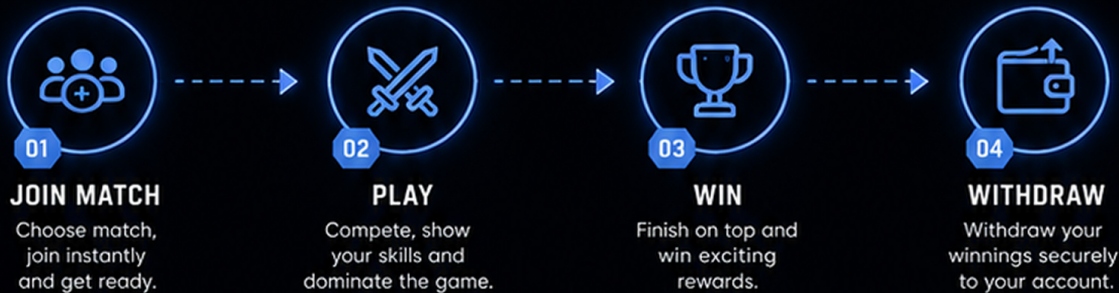 01
JOIN MATCH
Choose match,
join instantly
and get ready.
02
PLAY
Compete, show
your skills and
dominate the game.
03
WIN
Finish on top and
win exciting
rewards.
04
WITHDRAW
Withdraw your
winnings securely
to your account.